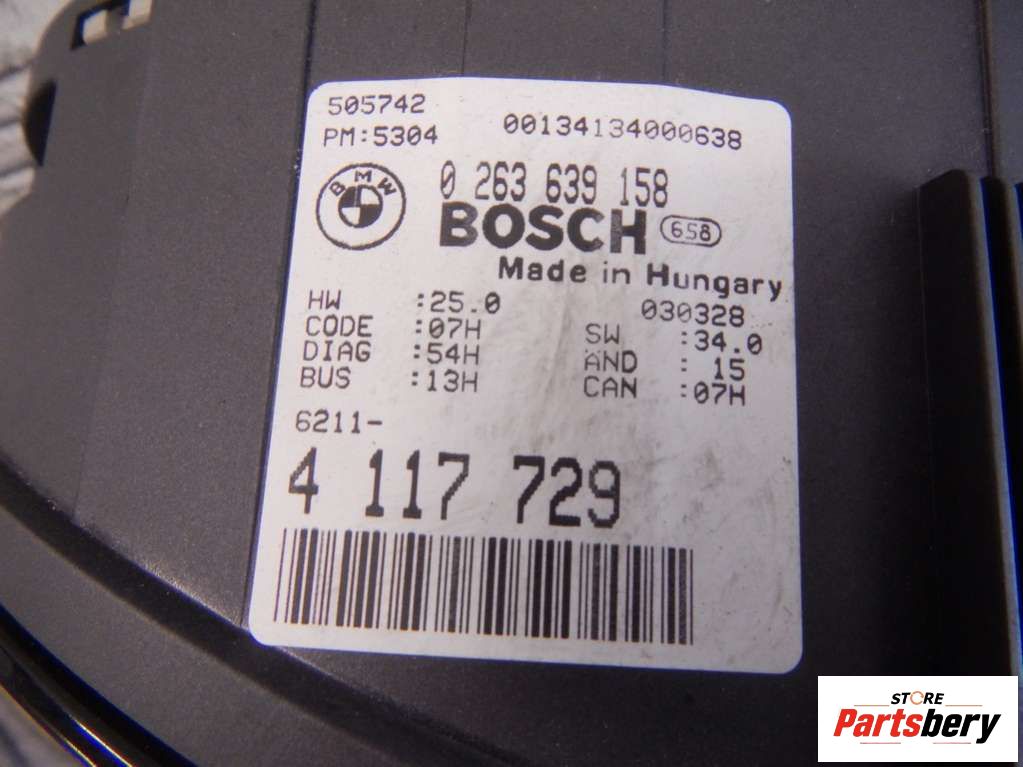 505742
PM:5304 00134134000638
BMW
0 263 639 158
BOSCH 658
Made in Hungary
030328
HW :25.0
CODE :07H
DIAG :54H
BUS :13H
SW :34.0
AND : 15
CAN :07H
6211-
4 117 729
STORE
Partsbery